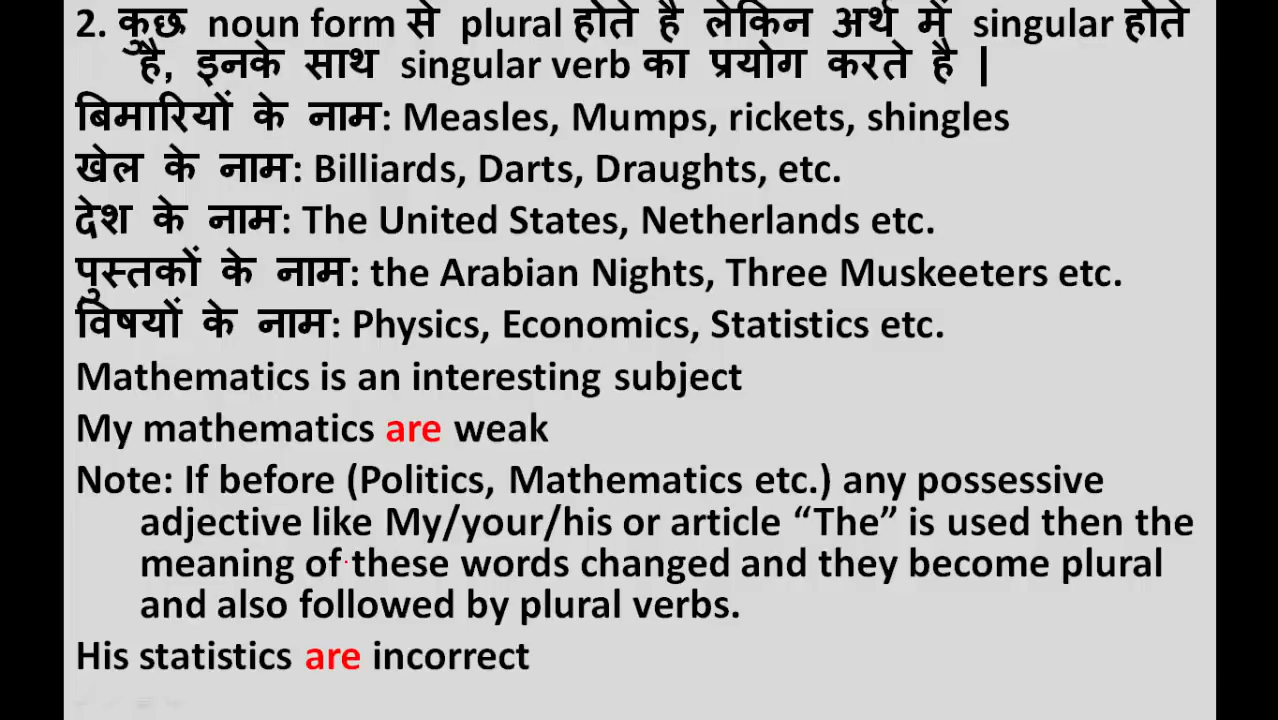 2. कुछ noun form से plural होते है लेकिन अर्थ में singular होते
है, इनके साथ singular verb का प्रयोग करते है |
बिमारियों के नाम: Measles, Mumps, rickets, shingles
खेल के नाम: Billiards, Darts, Draughts, etc.
देश के नाम: The United States, Netherlands etc.
पुस्तकों के नाम: the Arabian Nights, Three Muskeeters etc.
विषयों के नाम: Physics, Economics, Statistics etc.
Mathematics is an interesting subject
My mathematics are weak
Note: If before (Politics, Mathematics etc.) any possessive
adjective like My/your/his or article “The” is used then the
meaning of these words changed and they become plural
and also followed by plural verbs.
His statistics are incorrect